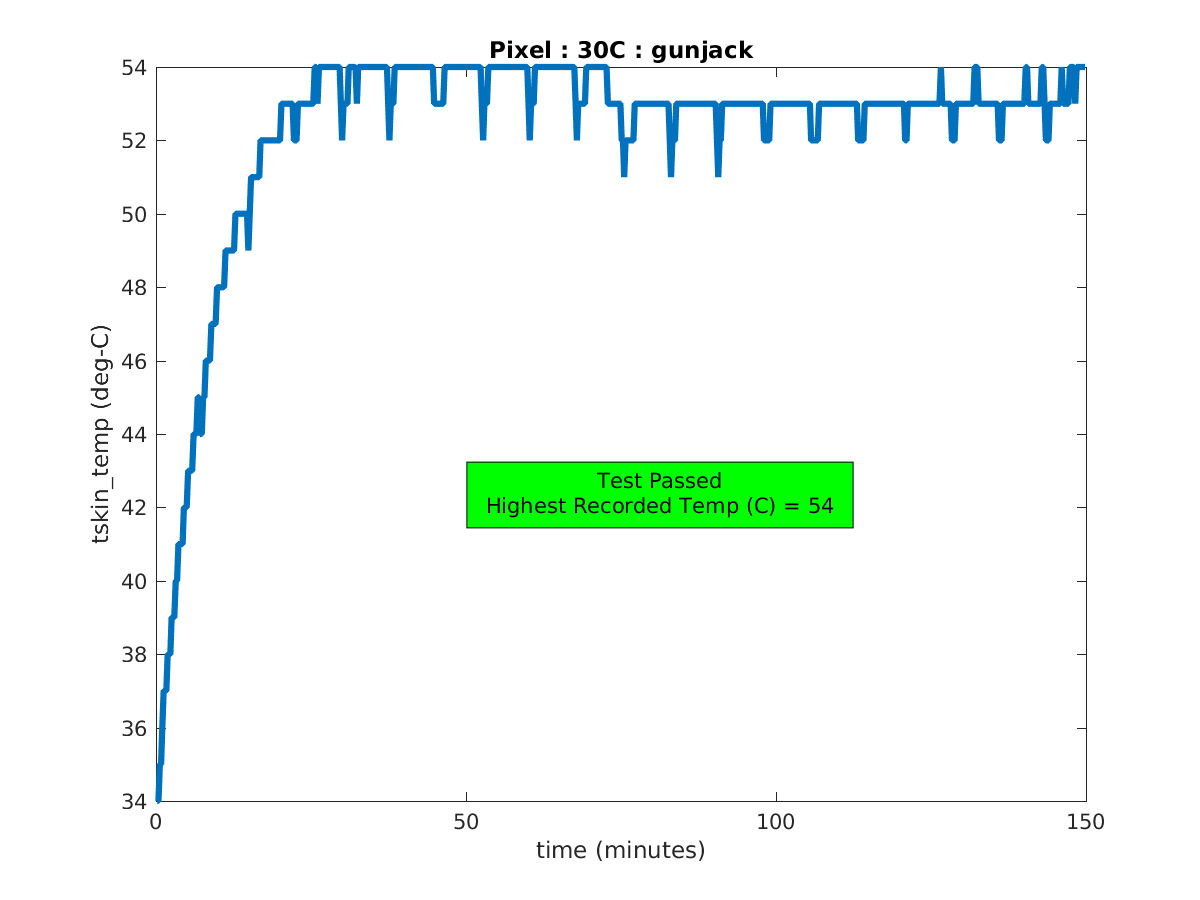 Pixel : 30C : gunjack
54
52
50
48
46
44
42
40
38
36
34
tskin_temp (deg-C)
Test Passed
Highest Recorded Temp (C) = 54
0 50 100 150
time (minutes)